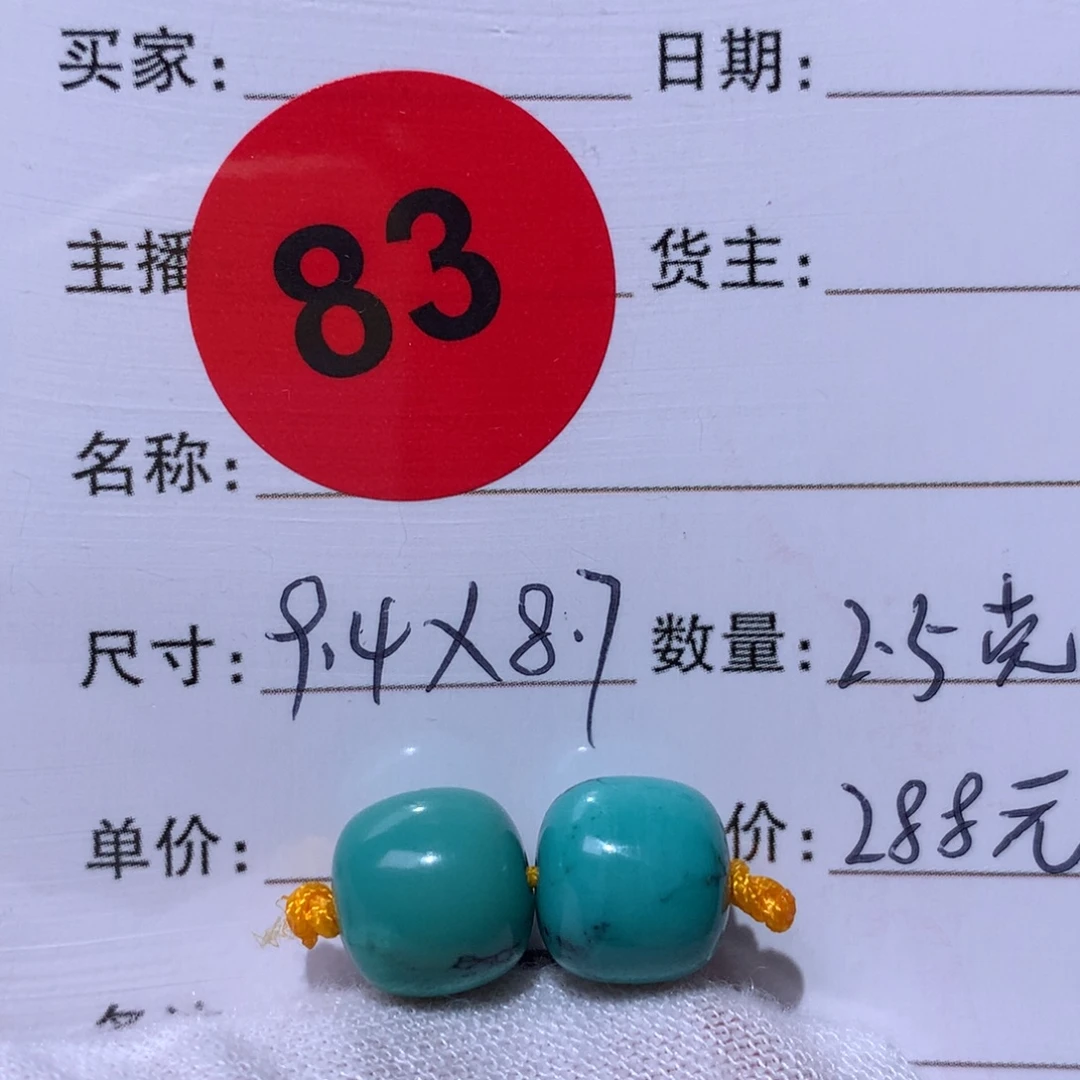 买家: 日期:
83
主播 货主:
名称:
尺寸: 9.4X8.7 数量: 2.5克
单价: 价: 288元